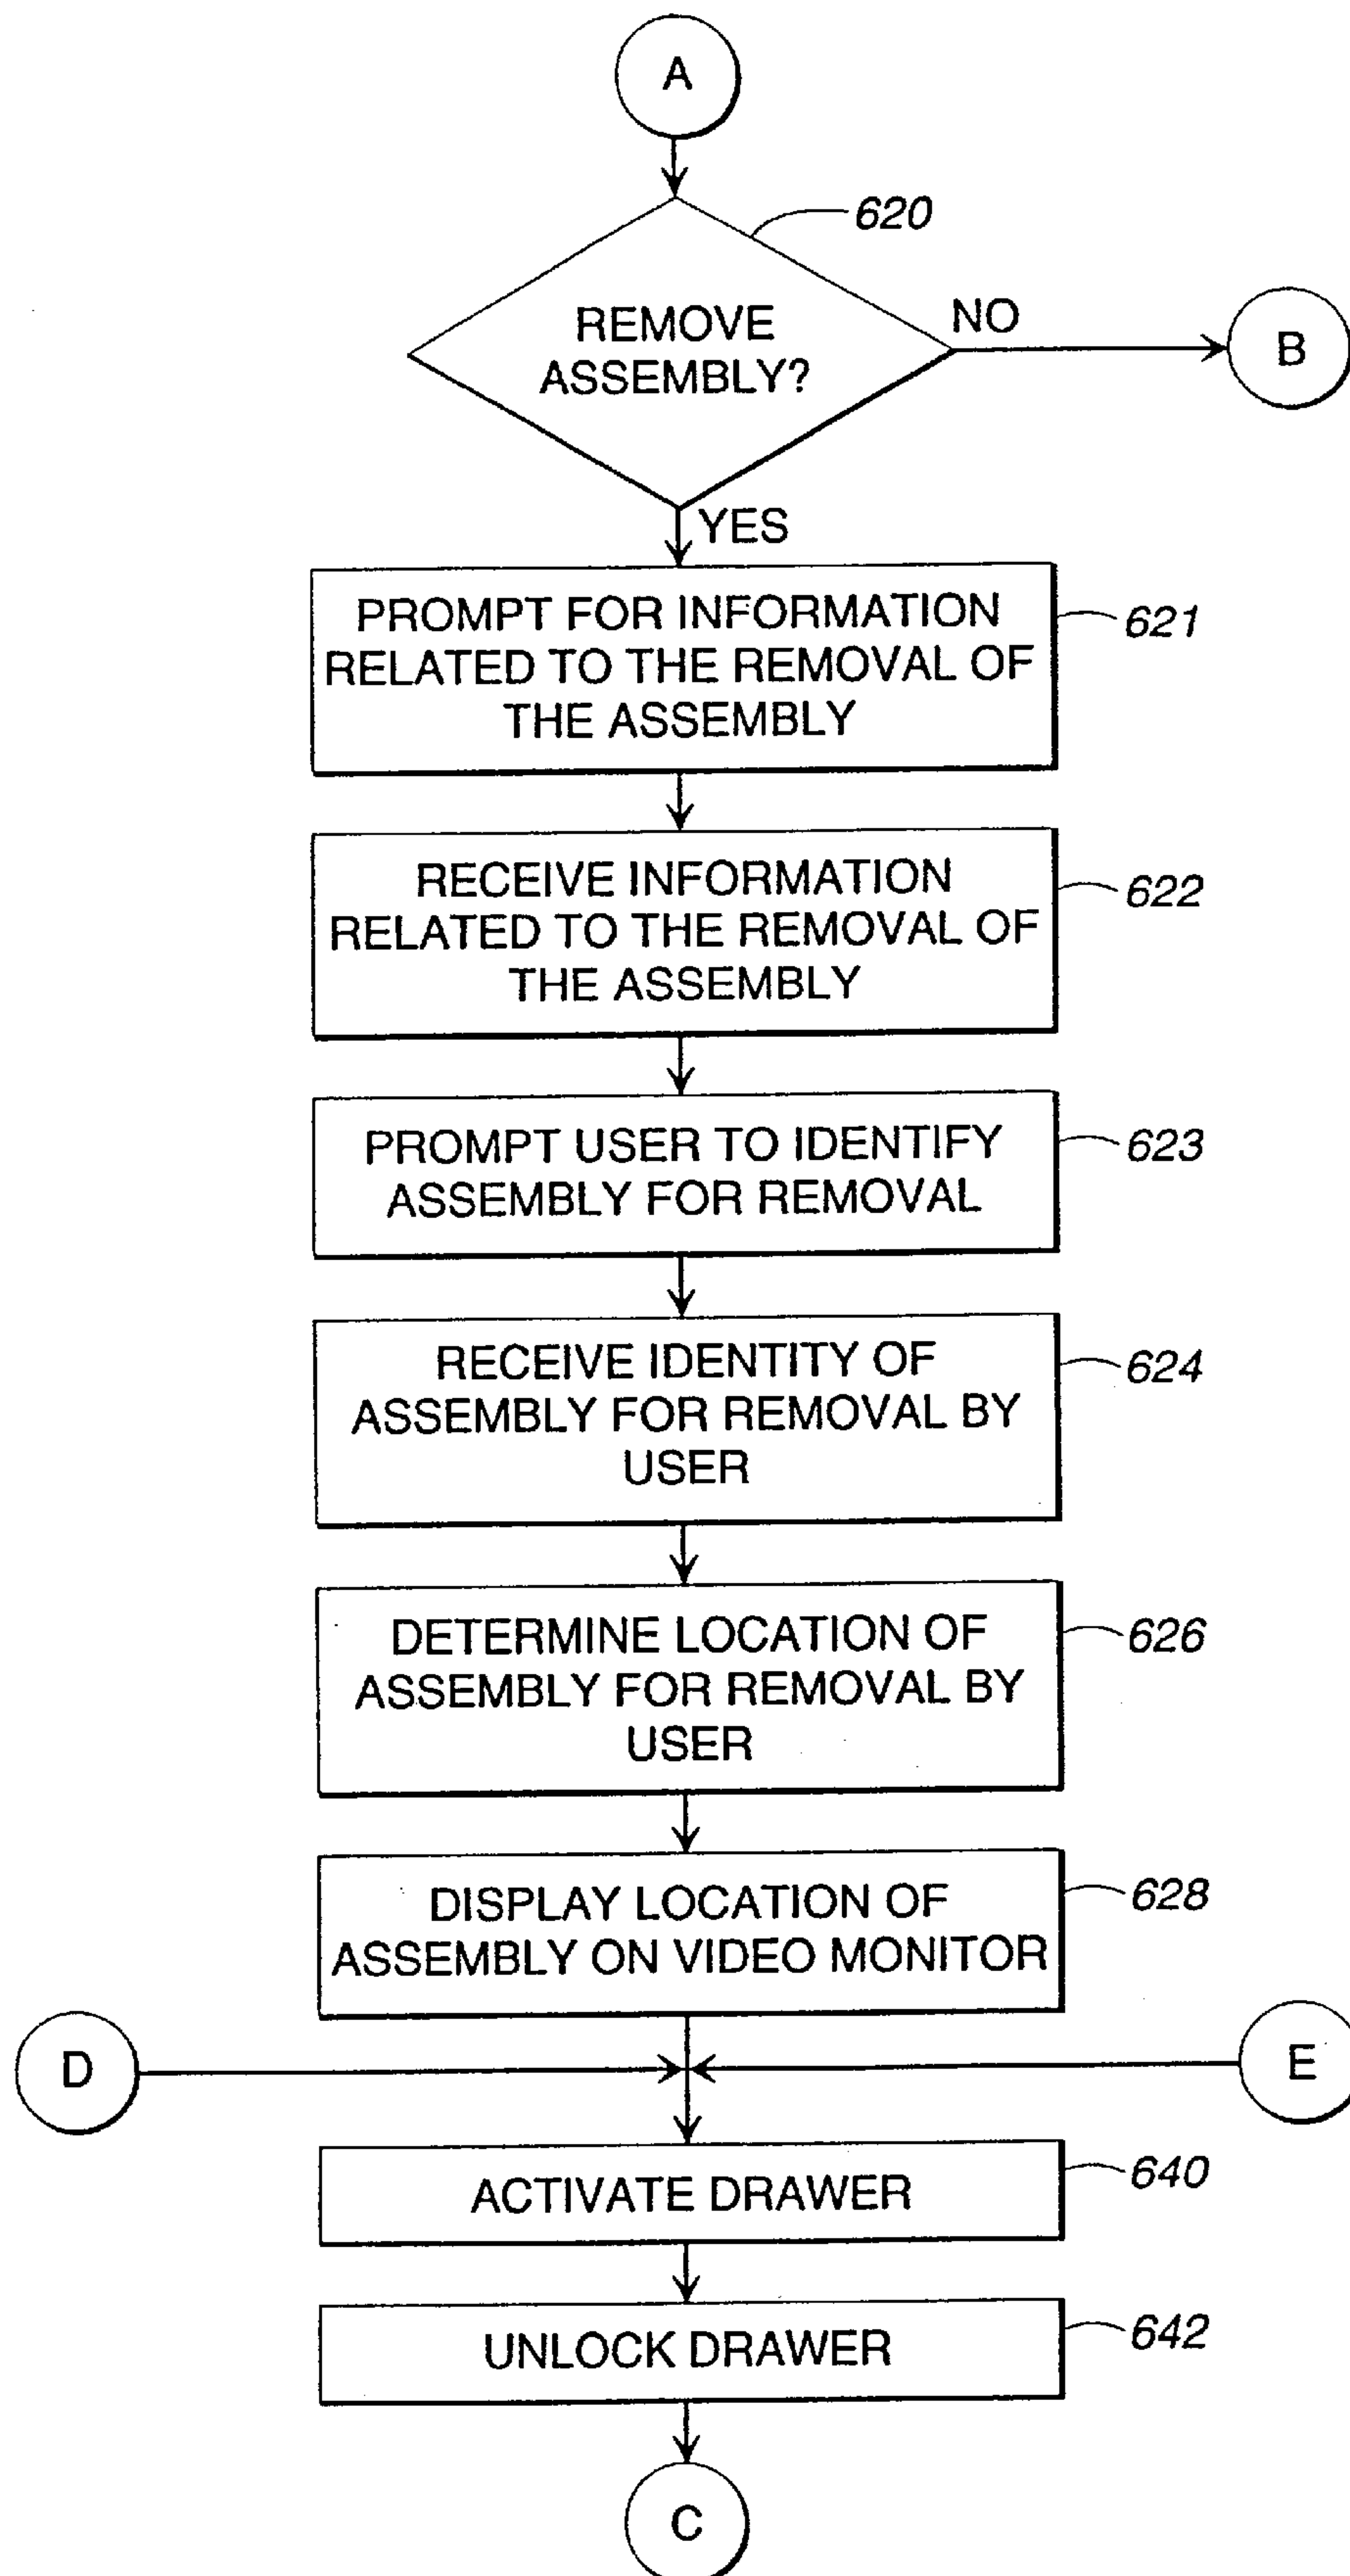 A
620
REMOVE
ASSEMBLY?
NO
B
YES
PROMPT FOR INFORMATION
RELATED TO THE REMOVAL OF
THE ASSEMBLY
621
RECEIVE INFORMATION
RELATED TO THE REMOVAL OF
THE ASSEMBLY
622
PROMPT USER TO IDENTIFY
ASSEMBLY FOR REMOVAL
623
RECEIVE IDENTITY OF
ASSEMBLY FOR REMOVAL BY
USER
624
DETERMINE LOCATION OF
ASSEMBLY FOR REMOVAL BY
USER
626
DISPLAY LOCATION OF
ASSEMBLY ON VIDEO MONITOR
628
D
E
ACTIVATE DRAWER
640
UNLOCK DRAWER
642
C